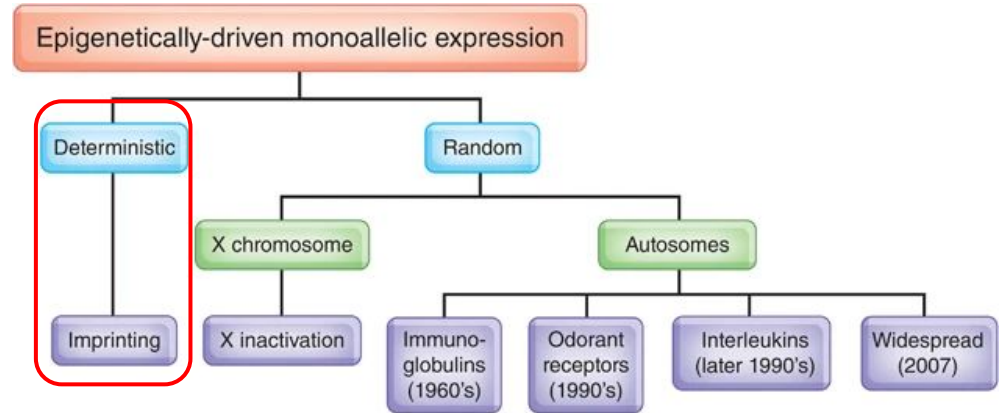 Epigenetically-driven monoallelic expression
Deterministic
Random
X chromosome
Autosomes
Imprinting
X inactivation
Immuno-
globulins
(1960's)
Odorant
receptors
(1990's)
Interleukins
(later 1990's)
Widespread
(2007)